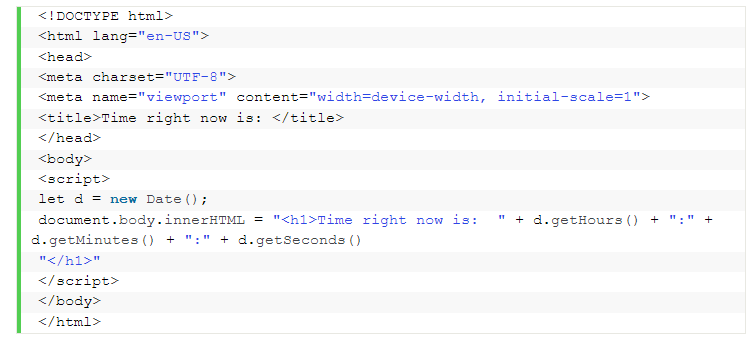 <!DOCTYPE html>
<html lang="en-US">
<head>
<meta charset="UTF-8">
<meta name="viewport" content="width=device-width, initial-scale=1">
<title>Time right now is: </title>
</head>
<body>
<script>
let d = new Date();
document.body.innerHTML = "<h1>Time right now is:  " + d.getHours() + ":" +
d.getMinutes() + ":" + d.getSeconds()
"</h1>"
</script>
</body>
</html>